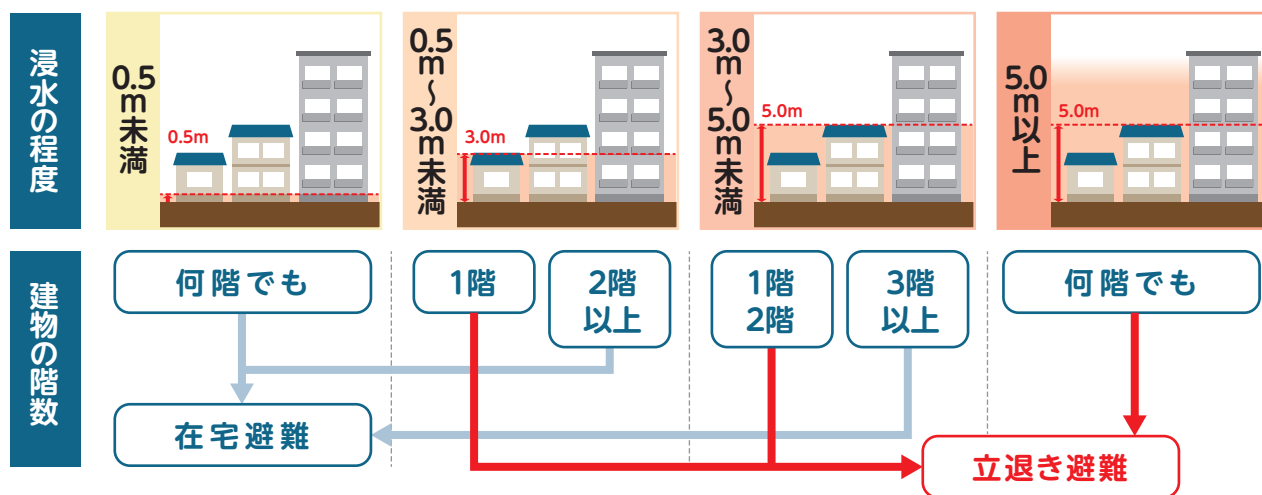 浸水の程度
0.5m未満
0.5m
0.5m～3.0m未満
3.0m
3.0m～5.0m未満
5.0m
5.0m以上
5.0m
建物の階数
何階でも
1階
2階
以上
1階
2階
3階
以上
何階でも
在宅避難
立退き避難